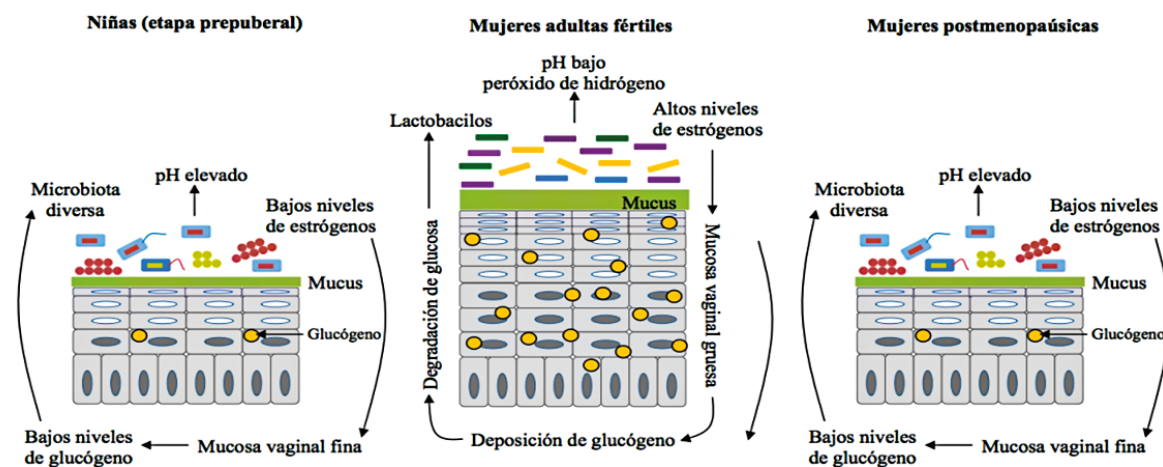 Niñas (etapa prepuberal)
Microbiota
diversa
pH elevado
Bajos niveles
de estrógenos
Mucus
Glucógeno
Bajos niveles
de glucógeno
Mucosa vaginal fina
Mujeres adultas fértiles
pH bajo
peróxido de hidrógeno
Lactobacilos
Altos niveles
de estrógenos
Mucus
Degradación de glucosa
Mucosa vaginal gruesa
Deposición de glucógeno
Mujeres postmenopaúsicas
Microbiota
diversa
pH elevado
Bajos niveles
de estrógenos
Mucus
Glucógeno
Bajos niveles
de glucógeno
Mucosa vaginal fina